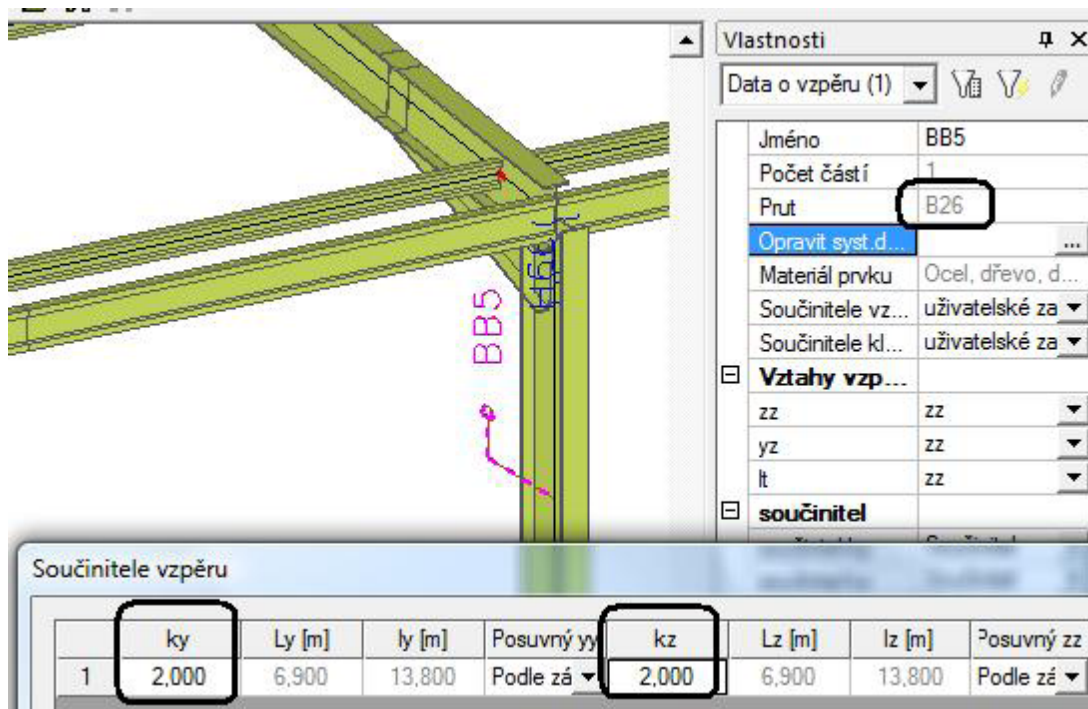 Vlastnosti
Data o vzpěru (1)
Jméno BB5
Počet částí 1
Prut B26
Opravit syst.d... ...
Materiál prvku Ocel, dřevo, d...
Součinitele vz... uživatelské za
Součinitele kl... uživatelské za
Vztahy vzp...
zz zz
yz zz
lt zz
součinitel
BB5
Součinitele vzpěru
ky Ly [m] ly [m] Posuvný yy kz Lz [m] lz [m] Posuvný zz
1 2,000 6,900 13,800 Podle zá 2,000 6,900 13,800 Podle zá